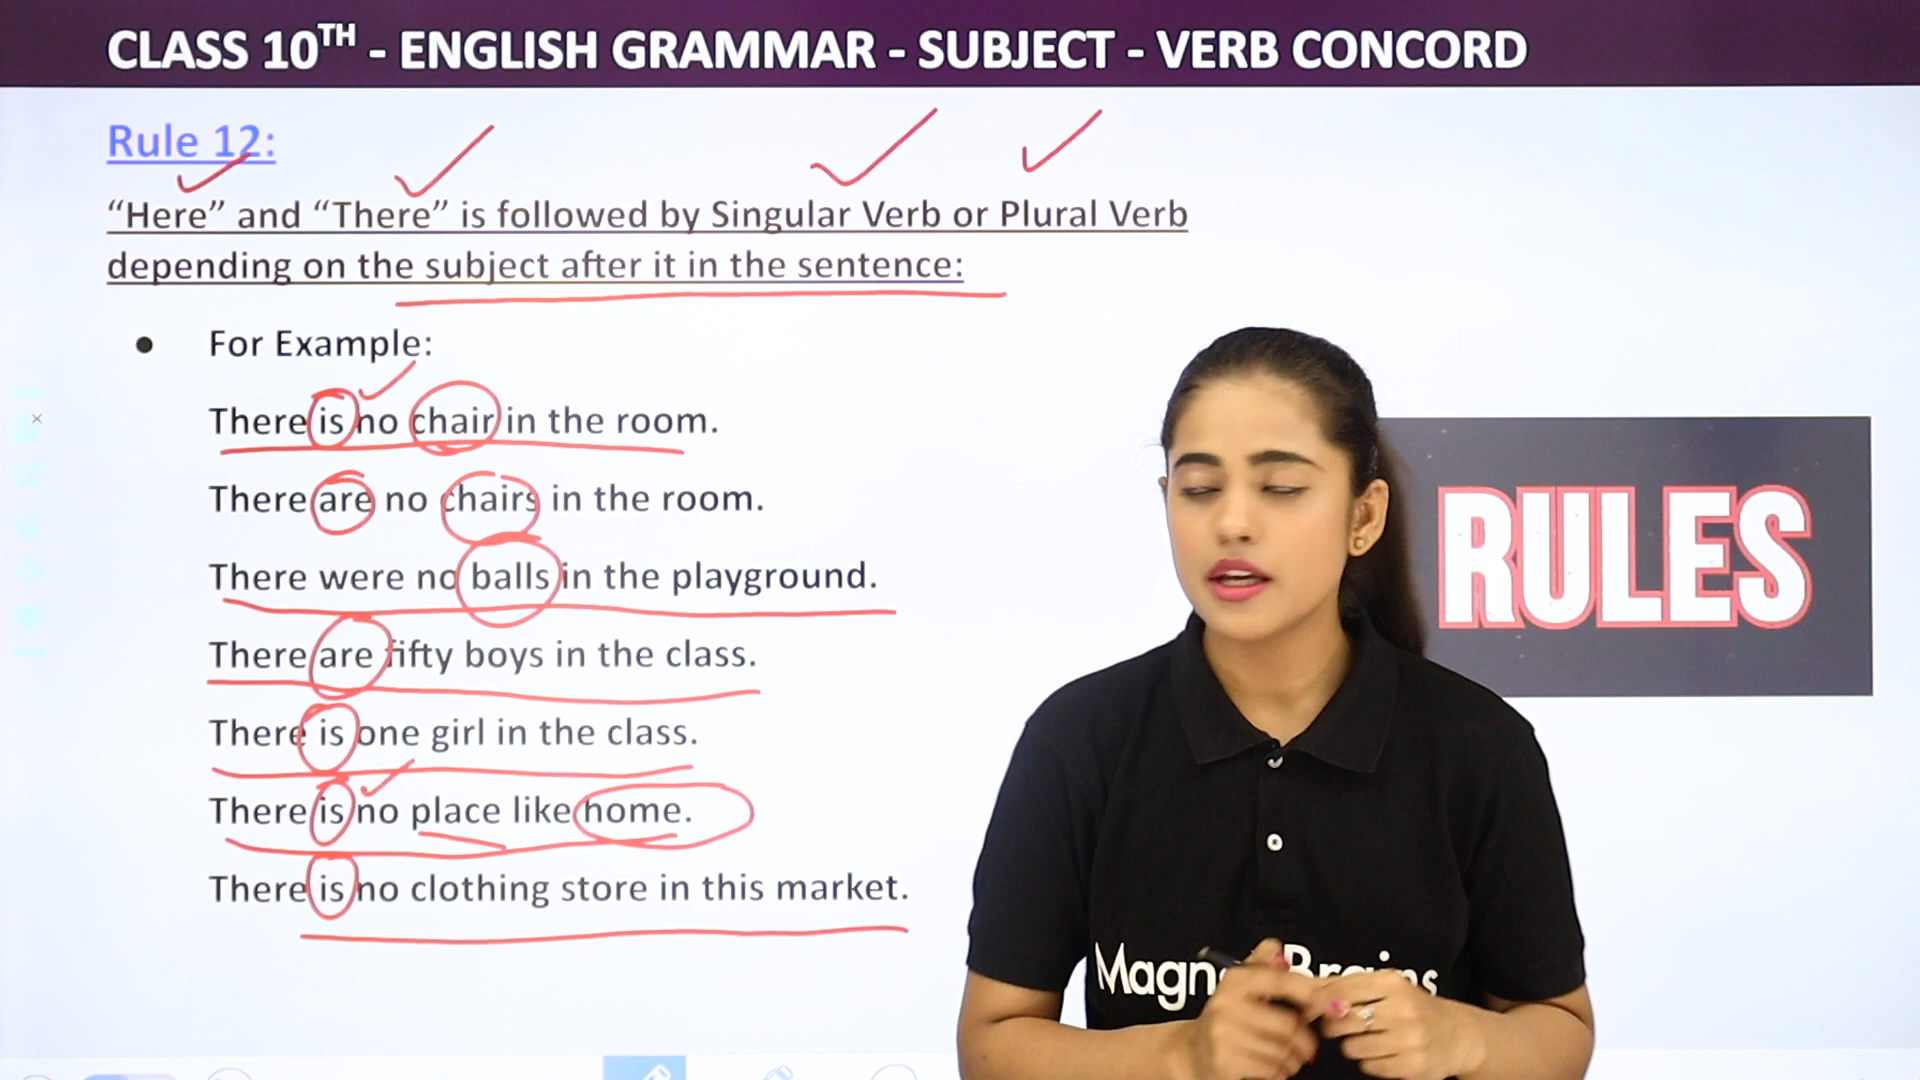 CLASS 10TH - ENGLISH GRAMMAR - SUBJECT - VERB CONCORD
Rule 12:
“Here” and “There” is followed by Singular Verb or Plural Verb
depending on the subject after it in the sentence:
● For Example:
There is no chair in the room.
There are no chairs in the room.
There were no balls in the playground.
There are fifty boys in the class.
There is one girl in the class.
There is no place like home.
There is no clothing store in this market.
RULES
Magn Brains